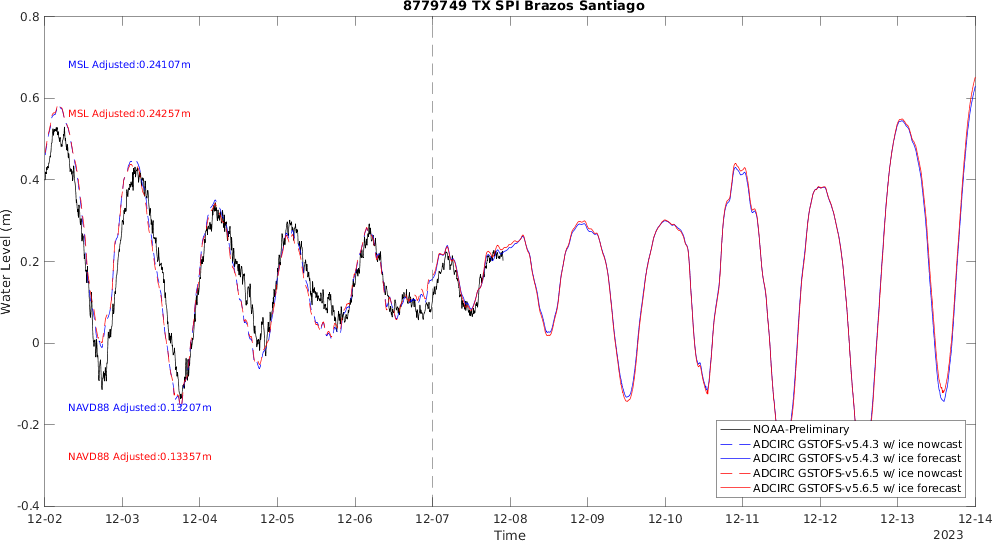 8779749 TX SPI Brazos Santiago
0.8
0.6
0.4
0.2
0
-0.2
-0.4
Water Level (m)
MSL Adjusted:0.24107m
MSL Adjusted:0.24257m
NAVD88 Adjusted:0.13207m
NAVD88 Adjusted:0.13357m
NOAA-Preliminary
ADCIRC GSTOFS-v5.4.3 w/ ice nowcast
ADCIRC GSTOFS-v5.4.3 w/ ice forecast
ADCIRC GSTOFS-v5.6.5 w/ ice nowcast
ADCIRC GSTOFS-v5.6.5 w/ ice forecast
12-02 12-03 12-04 12-05 12-06 12-07 12-08 12-09 12-10 12-11 12-12 12-13 12-14
Time
2023